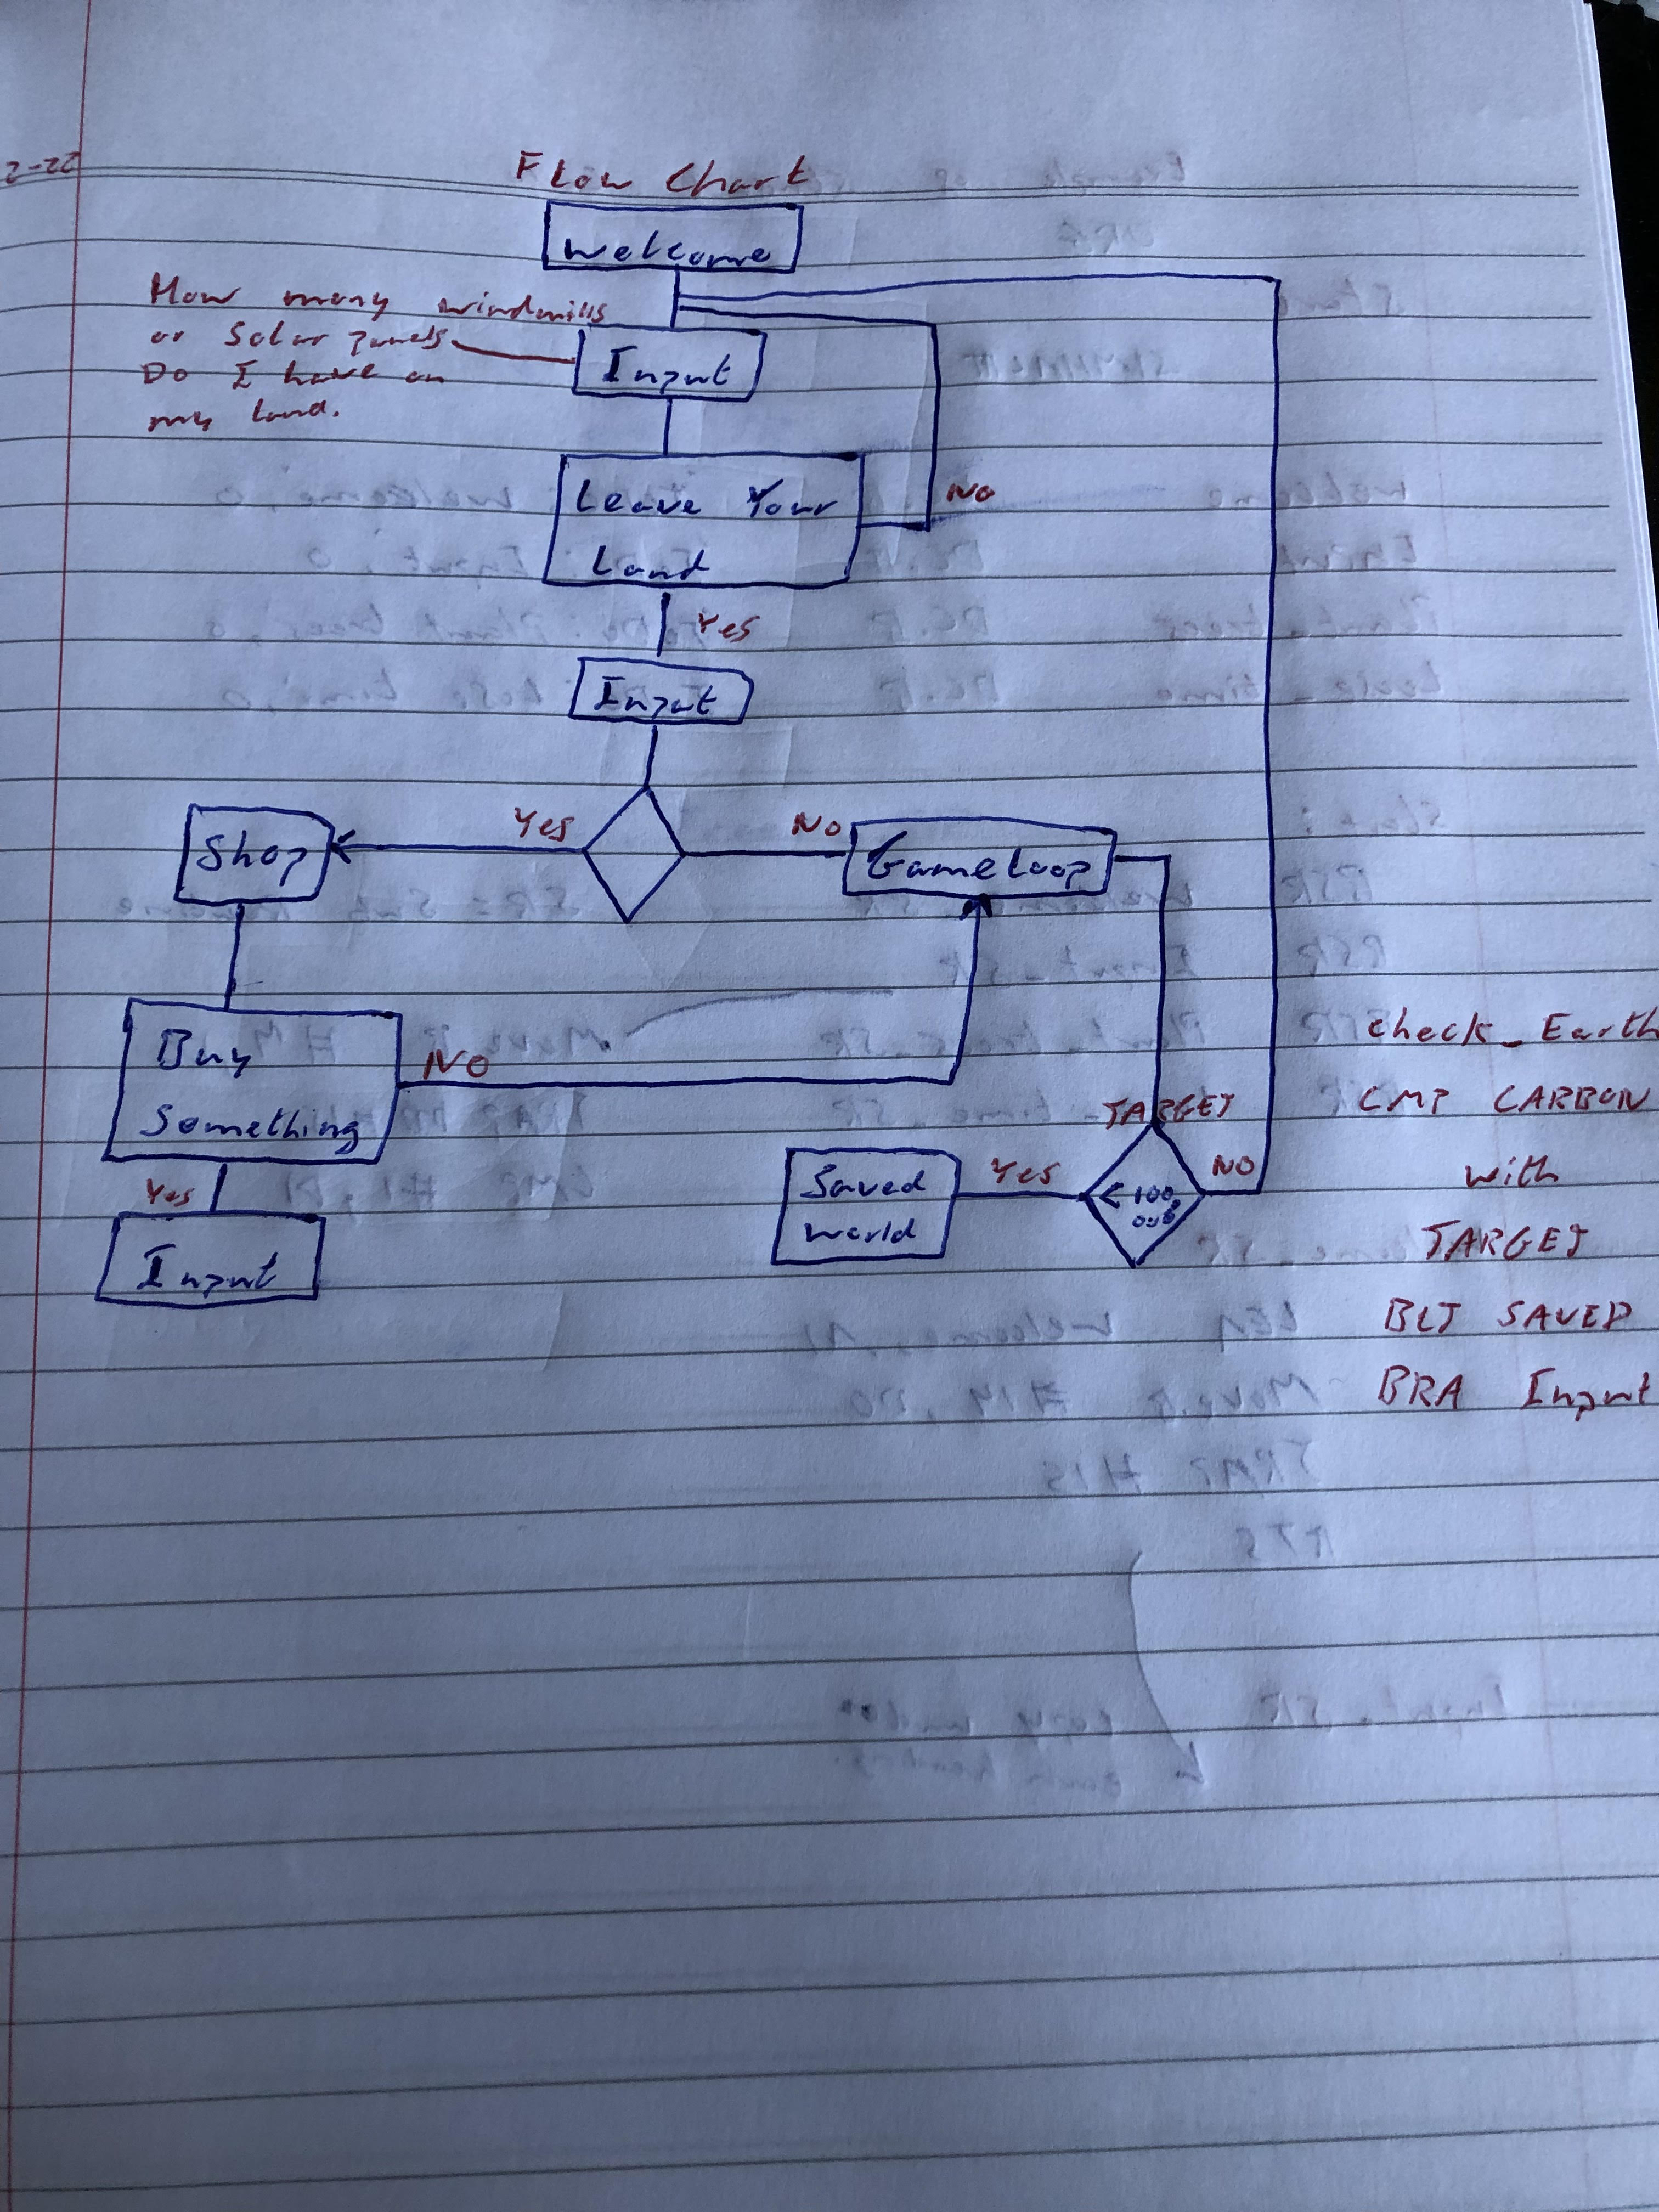 2-22
Flow Chart
Welcome
How many windmills
or Solar panels
Do I have on
my land.
Input
Leave Your
Land
No
Yes
Input
Yes
No
Shop
Gameloop
Buy
Something
No
Yes
Input
TARGET
< 100
Yes
No
Saved
World
check_Earth
CMP CARBON
with
TARGET
BLT SAVED
BRA Input